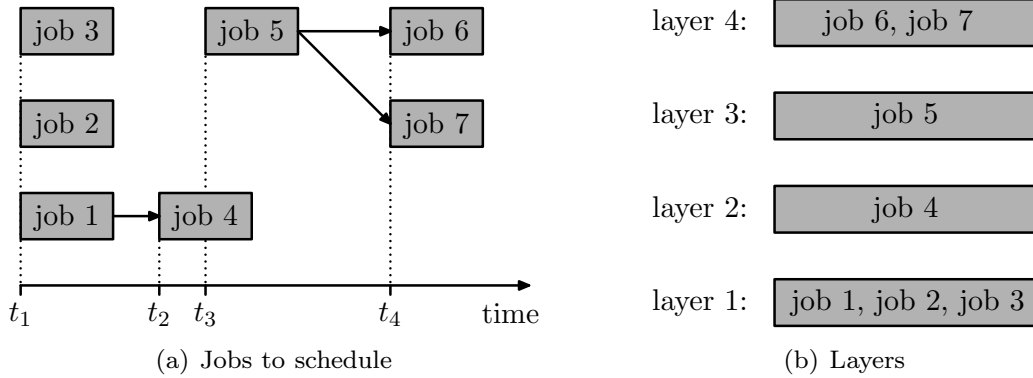 job 3
job 5
job 6
job 2
job 7
job 1
job 4
t1
t2
t3
t4
time
(a) Jobs to schedule
layer 4:
job 6, job 7
layer 3:
job 5
layer 2:
job 4
layer 1:
job 1, job 2, job 3
(b) Layers